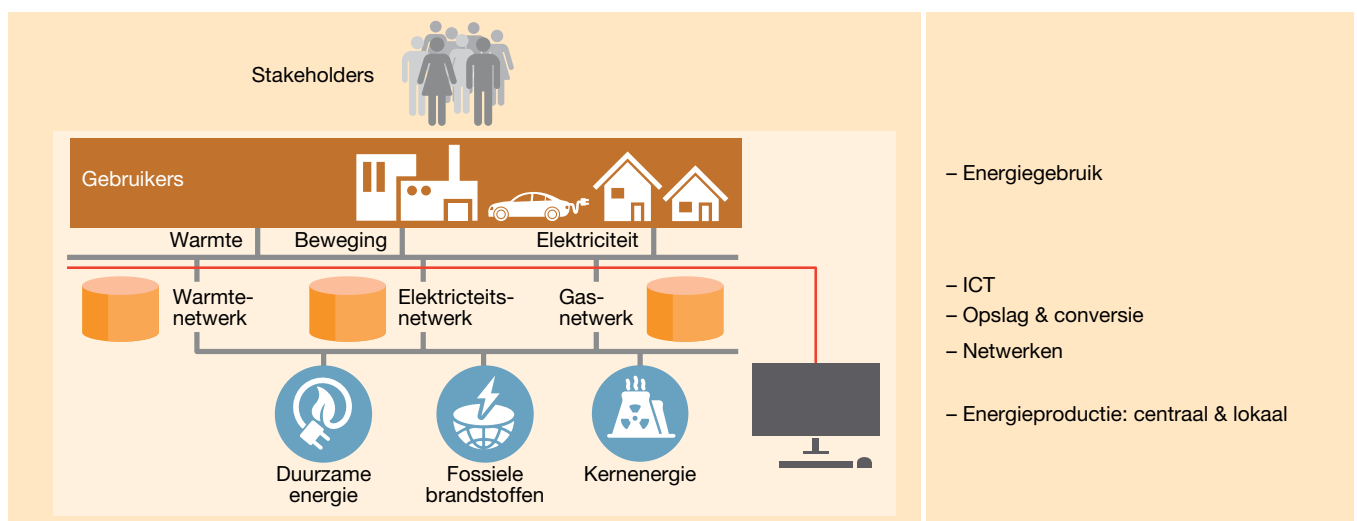 Stakeholders
Gebruikers
– Energiegebruik
Warmte Beweging Elektriciteit
Warmte-
netwerk
Elektriciteits-
netwerk
Gas-
netwerk
– ICT
– Opslag & conversie
– Netwerken
– Energieproductie: centraal & lokaal
Duurzame
energie
Fossiele
brandstoffen
Kernenergie